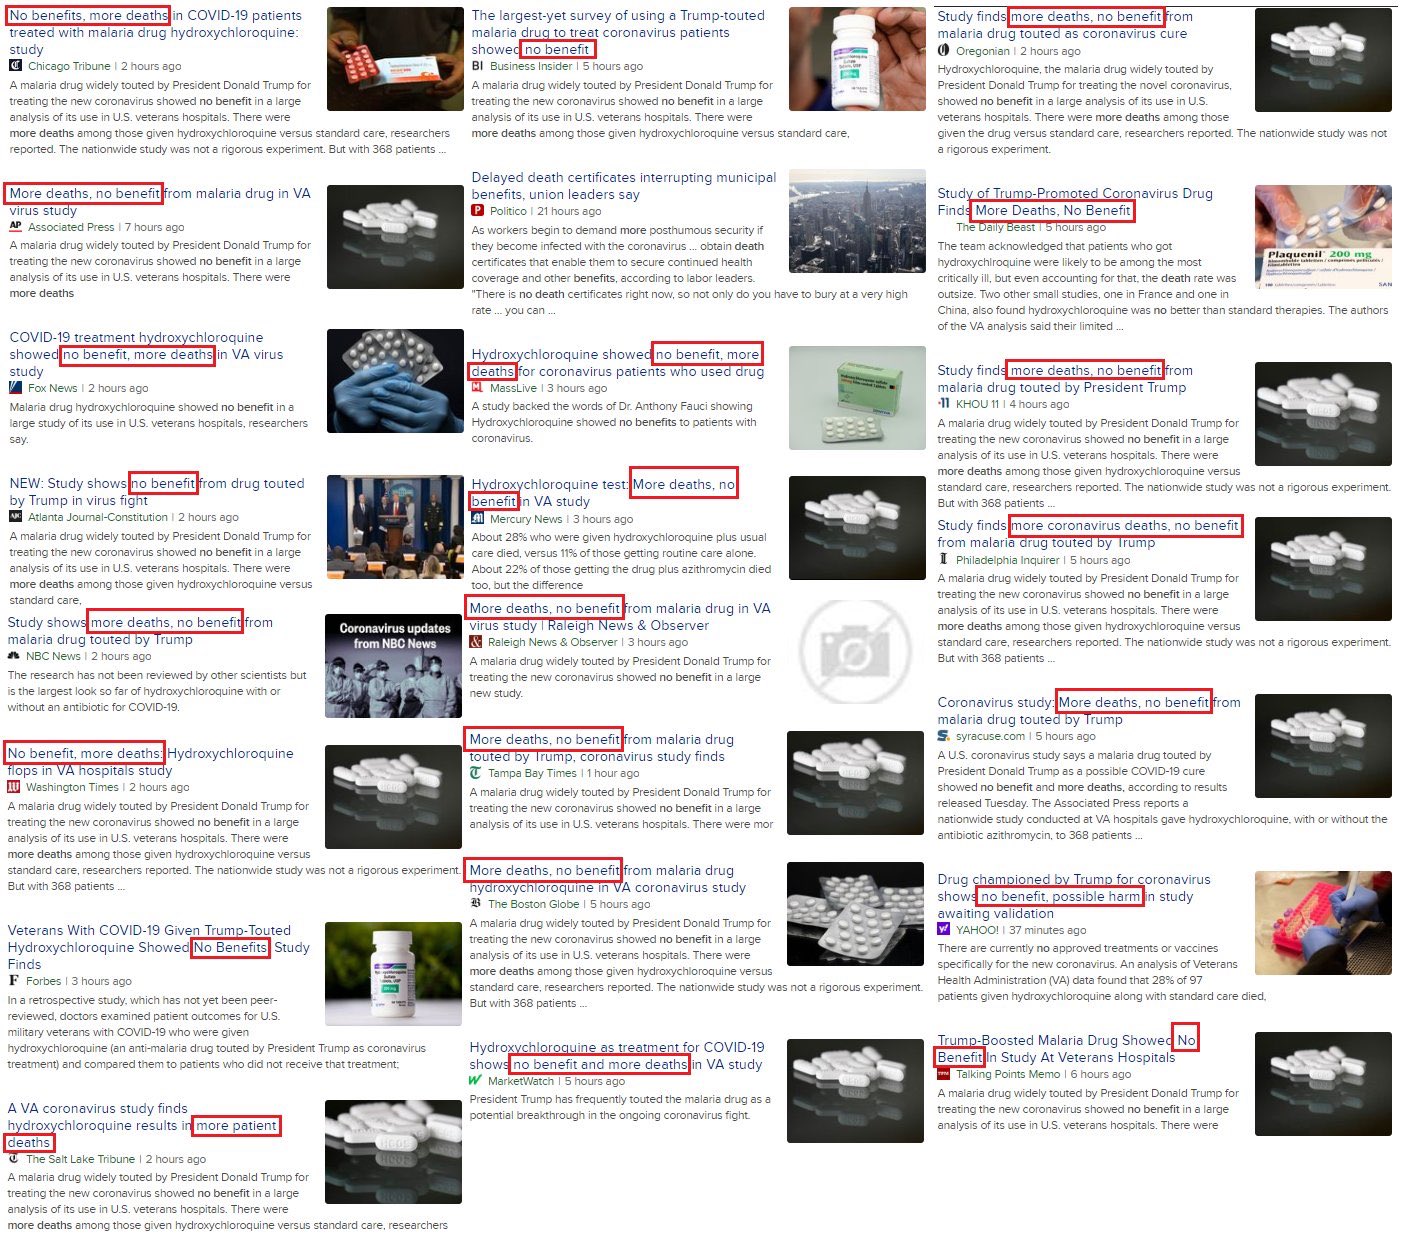 No benefits, more deaths in COVID-19 patients
treated with malaria drug hydroxychloroquine:
study
Chicago Tribune | 2 hours ago
A malaria drug widely touted by President Donald Trump for
treating the new coronavirus showed no benefit in a large
analysis of its use in U.S. veterans hospitals. There were
more deaths among those given hydroxychloroquine versus standard care, researchers
reported. The nationwide study was not a rigorous experiment. But with 368 patients ...
More deaths, no benefit from malaria drug in VA
virus study
AP Associated Press | 7 hours ago
A malaria drug widely touted by President Donald Trump for
treating the new coronavirus showed no benefit in a large
analysis of its use in U.S. veterans hospitals. There were
more deaths
COVID-19 treatment hydroxychloroquine
showed no benefit, more deaths in VA virus
study
Fox News | 2 hours ago
Malaria drug hydroxychloroquine showed no benefit in a
large study of its use in U.S. veterans hospitals, researchers
say.
NEW: Study shows no benefit from drug touted
by Trump in virus fight
AJC Atlanta Journal-Constitution | 2 hours ago
A malaria drug widely touted by President Donald Trump for
treating the new coronavirus showed no benefit in a large
analysis of its use in U.S. veterans hospitals. There were
more deaths among those given hydroxychloroquine versus
standard care,
Study shows more deaths, no benefit from
malaria drug touted by Trump
NBC News | 2 hours ago
The research has not been reviewed by other scientists but
is the largest look so far of hydroxychloroquine with or
without an antibiotic for COVID-19.
Coronavirus updates
from NBC News
No benefit, more deaths: Hydroxychloroquine
flops in VA hospitals study
Washington Times | 2 hours ago
A malaria drug widely touted by President Donald Trump for
treating the new coronavirus showed no benefit in a large
analysis of its use in U.S. veterans hospitals. There were
more deaths among those given hydroxychloroquine versus
standard care, researchers reported. The nationwide study was not a rigorous experiment.
But with 368 patients ...
Veterans With COVID-19 Given Trump-Touted
Hydroxychloroquine Showed No Benefits, Study
Finds
F Forbes | 3 hours ago
In a retrospective study, which has not yet been peer-
reviewed, doctors examined patient outcomes for U.S.
military veterans with COVID-19 who were given
hydroxychloroquine (an anti-malaria drug touted by President Trump as coronavirus
treatment) and compared them to patients who did not receive that treatment;
A VA coronavirus study finds
hydroxychloroquine results in more patient
deaths
The Salt Lake Tribune | 2 hours ago
A malaria drug widely touted by President Donald Trump for
treating the new coronavirus showed no benefit in a large
analysis of its use in U.S. veterans hospitals. There were
more deaths among those given hydroxychloroquine versus standard care, researchers
The largest-yet survey of using a Trump-touted
malaria drug to treat coronavirus patients
showed no benefit
BI Business Insider | 5 hours ago
A malaria drug widely touted by President Donald Trump for
treating the new coronavirus showed no benefit in a large
analysis of its use in U.S. veterans hospitals. There were
more deaths among those given hydroxychloroquine versus standard care,
Delayed death certificates interrupting municipal
benefits, union leaders say
P Politico | 21 hours ago
As workers begin to demand more posthumous security if
they become infected with the coronavirus ... obtain death
certificates that enable them to secure continued health
coverage and other benefits, according to labor leaders.
"There is no death certificates right now, so not only do you have to bury at a very high
rate ... you can ...
Hydroxychloroquine showed no benefit, more
deaths for coronavirus patients who used drug
MassLive | 3 hours ago
A study backed the words of Dr. Anthony Fauci showing
Hydroxychloroquine showed no benefits to patients with
coronavirus.
Hydroxychloroquine test: More deaths, no
benefit in VA study
Mercury News | 3 hours ago
About 28% who were given hydroxychloroquine plus usual
care died, versus 11% of those getting routine care alone.
About 22% of those getting the drug plus azithromycin died
too, but the difference
More deaths, no benefit from malaria drug in VA
virus study | Raleigh News & Observer
& Raleigh News & Observer | 3 hours ago
A malaria drug widely touted by President Donald Trump for
treating the new coronavirus showed no benefit in a large
new study.
More deaths, no benefit from malaria drug
touted by Trump, coronavirus study finds
Tampa Bay Times | 1 hour ago
A malaria drug widely touted by President Donald Trump for
treating the new coronavirus showed no benefit in a large
analysis of its use in U.S. veterans hospitals. There were mor
More deaths, no benefit from malaria drug
hydroxychloroquine in VA coronavirus study
B The Boston Globe | 5 hours ago
A malaria drug widely touted by President Donald Trump for
treating the new coronavirus showed no benefit in a large
analysis of its use in U.S. veterans hospitals. There were
more deaths among those given hydroxychloroquine versus
standard care, researchers reported. The nationwide study was not a rigorous experiment.
But with 368 patients ...
Hydroxychloroquine as treatment for COVID-19
shows no benefit and more deaths in VA study
MarketWatch | 5 hours ago
President Trump has frequently touted the malaria drug as a
potential breakthrough in the ongoing coronavirus fight.
Study finds more deaths, no benefit from
malaria drug touted as coronavirus cure
Oregonian | 2 hours ago
Hydroxychloroquine, the malaria drug widely touted by
President Donald Trump for treating the novel coronavirus,
showed no benefit in a large analysis of its use in U.S.
veterans hospitals. There were more deaths among those
given the drug versus standard care, researchers reported. The nationwide study was not
a rigorous experiment.
Study of Trump-Promoted Coronavirus Drug
Finds More Deaths, No Benefit
The Daily Beast | 5 hours ago
The team acknowledged that patients who got
hydroxychloroquine were likely to be among the most
critically ill, but even accounting for that, the death rate was
outsize. Two other small studies, one in France and one in
China, also found hydroxychloroquine was no better than standard therapies. The authors
of the VA analysis said their limited ...
Plaquenil 200 mg
Study finds more deaths, no benefit from
malaria drug touted by President Trump
11 KHOU 11 | 4 hours ago
A malaria drug widely touted by President Donald Trump for
treating the new coronavirus showed no benefit in a large
analysis of its use in U.S. veterans hospitals. There were
more deaths among those given hydroxychloroquine versus
standard care, researchers reported. The nationwide study was not a rigorous experiment.
But with 368 patients ...
Study finds more coronavirus deaths, no benefit
from malaria drug touted by Trump
Philadelphia Inquirer | 5 hours ago
A malaria drug widely touted by President Donald Trump for
treating the new coronavirus showed no benefit in a large
analysis of its use in U.S. veterans hospitals. There were
more deaths among those given hydroxychloroquine versus
standard care, researchers reported. The nationwide study was not a rigorous experiment.
But with 368 patients ...
Coronavirus study: More deaths, no benefit from
malaria drug touted by Trump
S. syracuse.com | 5 hours ago
A U.S. coronavirus study says a malaria drug touted by
President Donald Trump as a possible COVID-19 cure
showed no benefit and more deaths, according to results
released Tuesday. The Associated Press reports a
nationwide study conducted at VA hospitals gave hydroxychloroquine, with or without the
antibiotic azithromycin, to 368 patients ...
Drug championed by Trump for coronavirus
shows no benefit, possible harm in study
awaiting validation
YAHOO! | 37 minutes ago
There are currently no approved treatments or vaccines
specifically for the new coronavirus. An analysis of Veterans
Health Administration (VA) data found that 28% of 97
patients given hydroxychloroquine along with standard care died,
Trump-Boosted Malaria Drug Showed No
Benefit In Study At Veterans Hospitals
TPM Talking Points Memo | 6 hours ago
A malaria drug widely touted by President Donald Trump for
treating the new coronavirus showed no benefit in a large
analysis of its use in U.S. veterans hospitals. There were